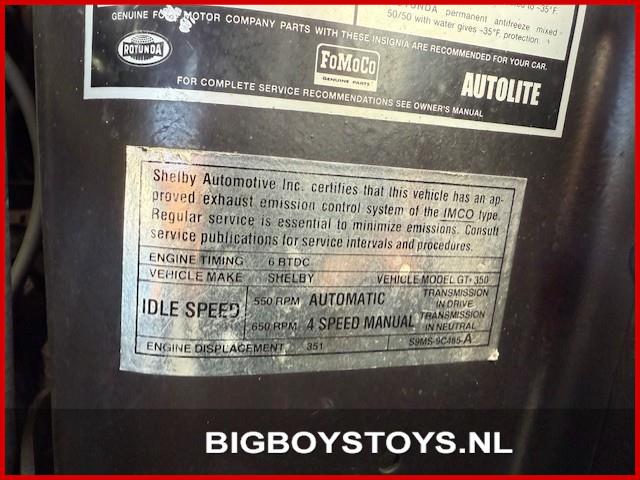 permanent antifreeze mixed
50/50 with water gives -35°F. protection.
GENUINE FORD MOTOR COMPANY PARTS WITH THESE INSIGNIA ARE RECOMMENDED FOR YOUR CAR.
ROTUNDA
FoMoCo
GENUINE PARTS
AUTOLITE
FOR COMPLETE SERVICE RECOMMENDATIONS SEE OWNER'S MANUAL
Shelby Automotive Inc. certifies that this vehicle has an ap-
proved exhaust emission control system of the IMCO type.
Regular service is essential to minimize emissions. Consult
service publications for service intervals and procedures.
ENGINE TIMING 6 BTDC
VEHICLE MAKE SHELBY VEHICLE MODEL GT-350
IDLE SPEED
550 RPM AUTOMATIC TRANSMISSION IN DRIVE
650 RPM 4 SPEED MANUAL TRANSMISSION IN NEUTRAL
ENGINE DISPLACEMENT 351 S9MS-9C485-A
BIGBOYSTOYS.NL